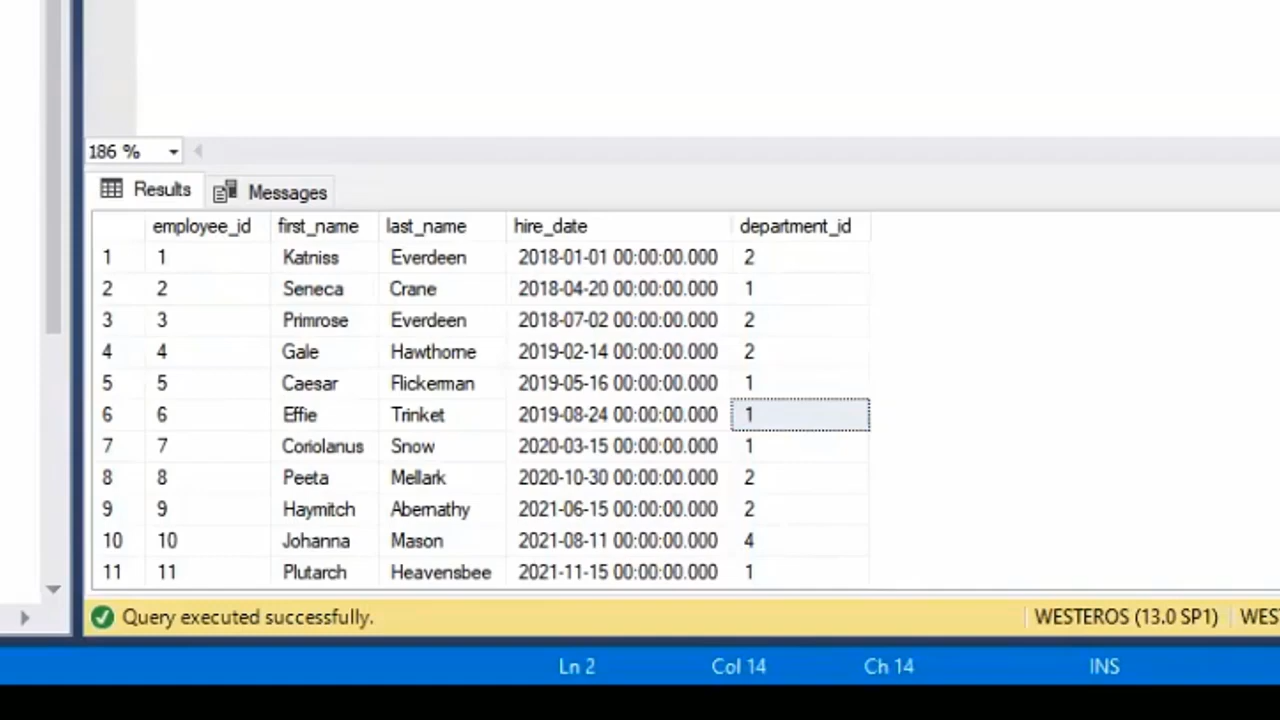 186 %
Results Messages
employee_id first_name last_name hire_date department_id
1 1 Katniss Everdeen 2018-01-01 00:00:00.000 2
2 2 Seneca Crane 2018-04-20 00:00:00.000 1
3 3 Primrose Everdeen 2018-07-02 00:00:00.000 2
4 4 Gale Hawthorne 2019-02-14 00:00:00.000 2
5 5 Caesar Flickerman 2019-05-16 00:00:00.000 1
6 6 Effie Trinket 2019-08-24 00:00:00.000 1
7 7 Coriolanus Snow 2020-03-15 00:00:00.000 1
8 8 Peeta Mellark 2020-10-30 00:00:00.000 2
9 9 Haymitch Abernathy 2021-06-15 00:00:00.000 2
10 10 Johanna Mason 2021-08-11 00:00:00.000 4
11 11 Plutarch Heavensbee 2021-11-15 00:00:00.000 1
Query executed successfully. WESTEROS (13.0 SP1) WES
Ln 2 Col 14 Ch 14 INS